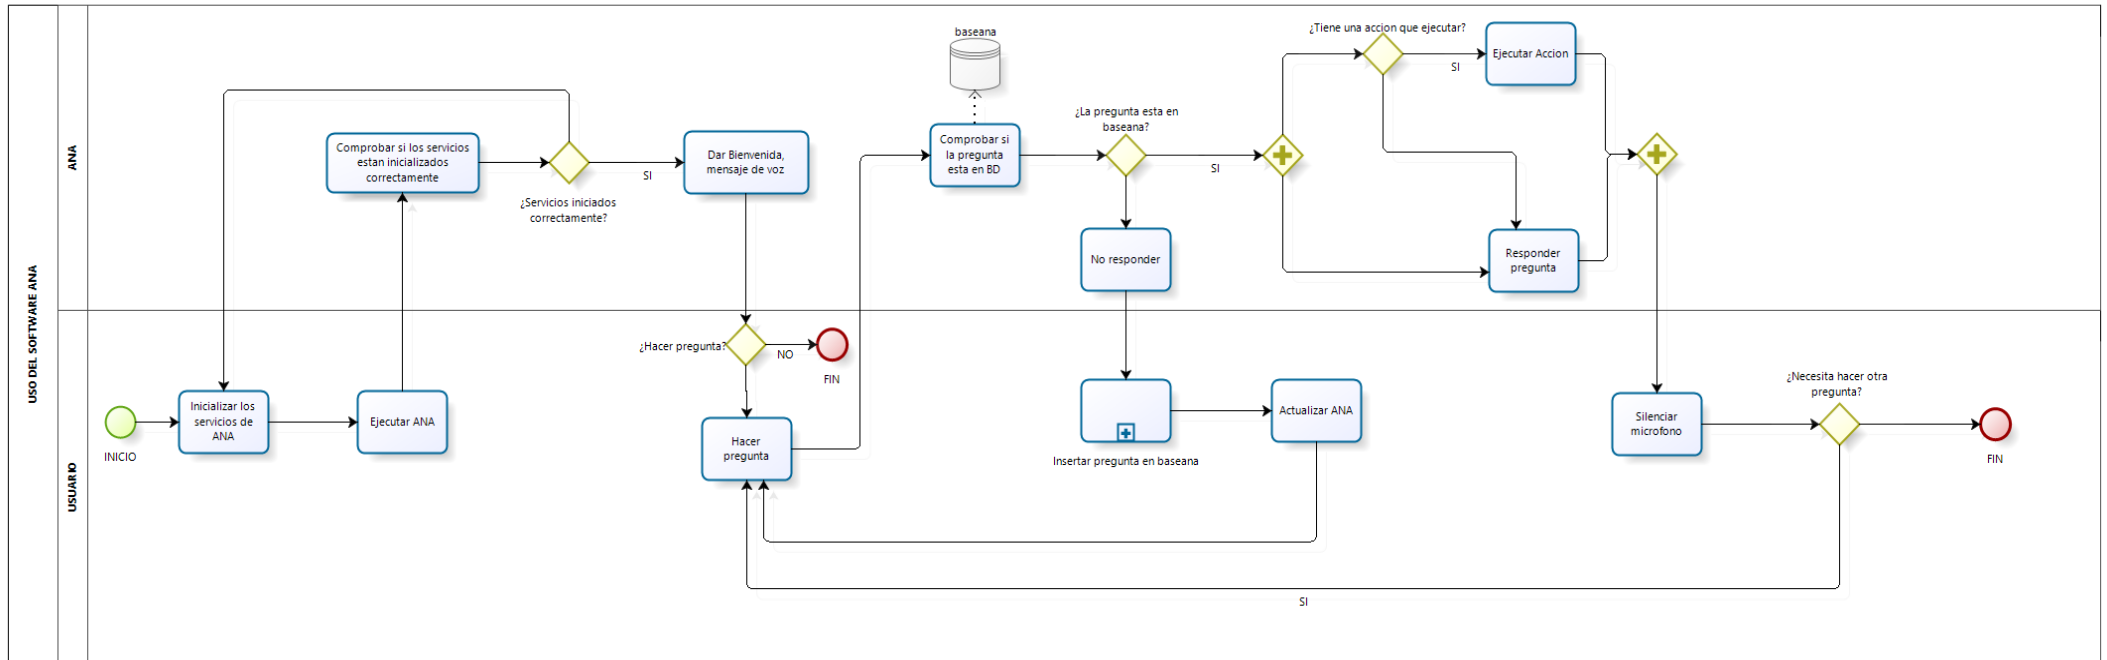 USO DEL SOFTWARE ANA
ANA
baseana
¿Tiene una accion que ejecutar?
Ejecutar Accion
SI
¿La pregunta esta en
baseana?
Comprobar si los servicios
estan inicializados
correctamente
SI
¿Servicios iniciados
correctamente?
Dar Bienvenida,
mensaje de voz
Comprobar si
la pregunta
esta en BD
SI
No responder
Responder
pregunta
USUARIO
INICIO
Inicializar los
servicios de
ANA
Ejecutar ANA
¿Hacer pregunta?
NO
FIN
Hacer
pregunta
Insertar pregunta en baseana
Actualizar ANA
Silenciar
microfono
¿Necesita hacer otra
pregunta?
FIN
SI